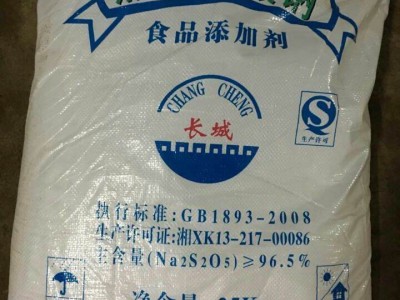 食品添加剂
CHANG CHENG
长城
生产许可
执行标准:GB1893-2008
生产许可证:湘XK13-217-00086
主含量(Na2S2O5)≥96.5%